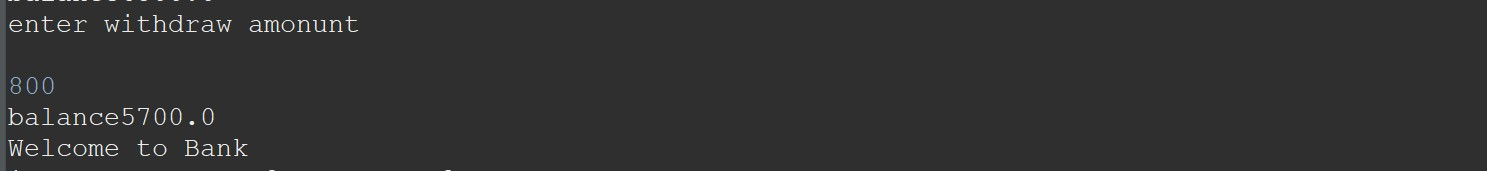 enter withdraw amonunt
800
balance5700.0
Welcome to Bank